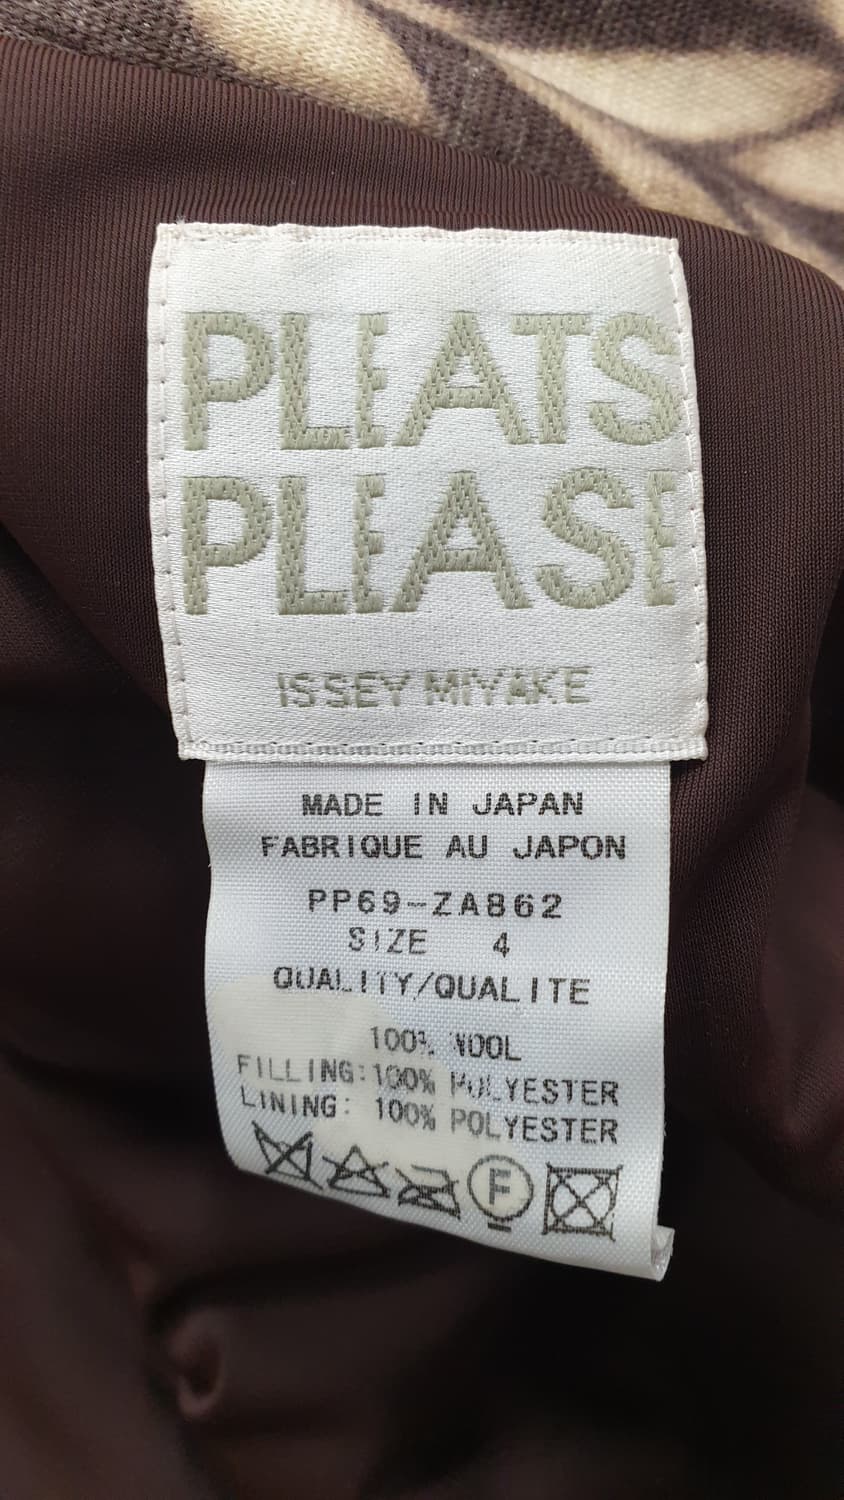 PLEATS
PLEASE
ISSEY MIYAKE
MADE IN JAPAN
FABRIQUE AU JAPON
PP69-ZA862
SIZE 4
QUALITY/QUALITE
100% WOOL
FILLING:100% POLYESTER
LINING: 100% POLYESTER
F